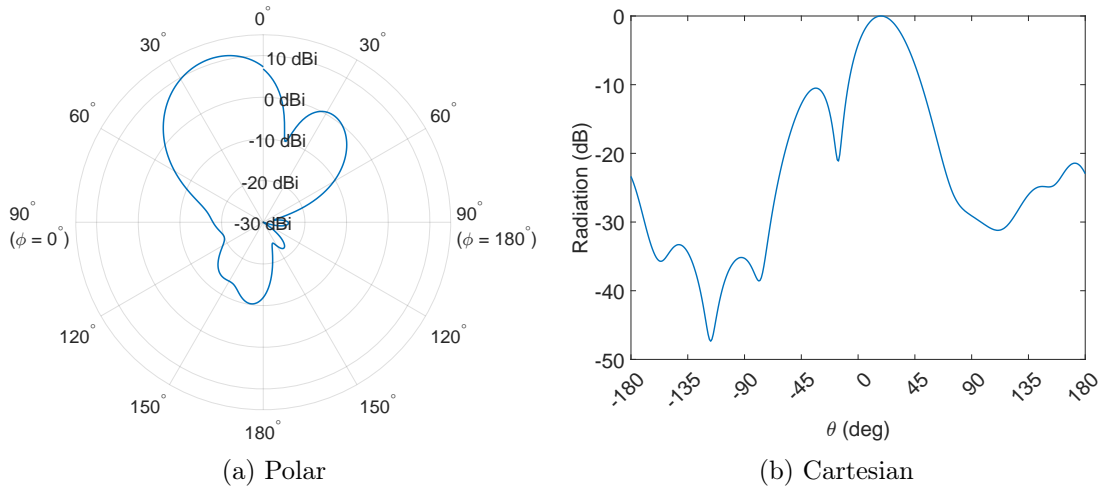 0°
30°
30°
60°
60°
90°
(ϕ = 0°)
90°
(ϕ = 180°)
120°
120°
150°
150°
180°
10 dBi
0 dBi
-10 dBi
-20 dBi
-30 dBi
(a) Polar
Radiation (dB)
0
-10
-20
-30
-40
-50
-180
-135
-90
-45
0
45
90
135
180
θ (deg)
(b) Cartesian